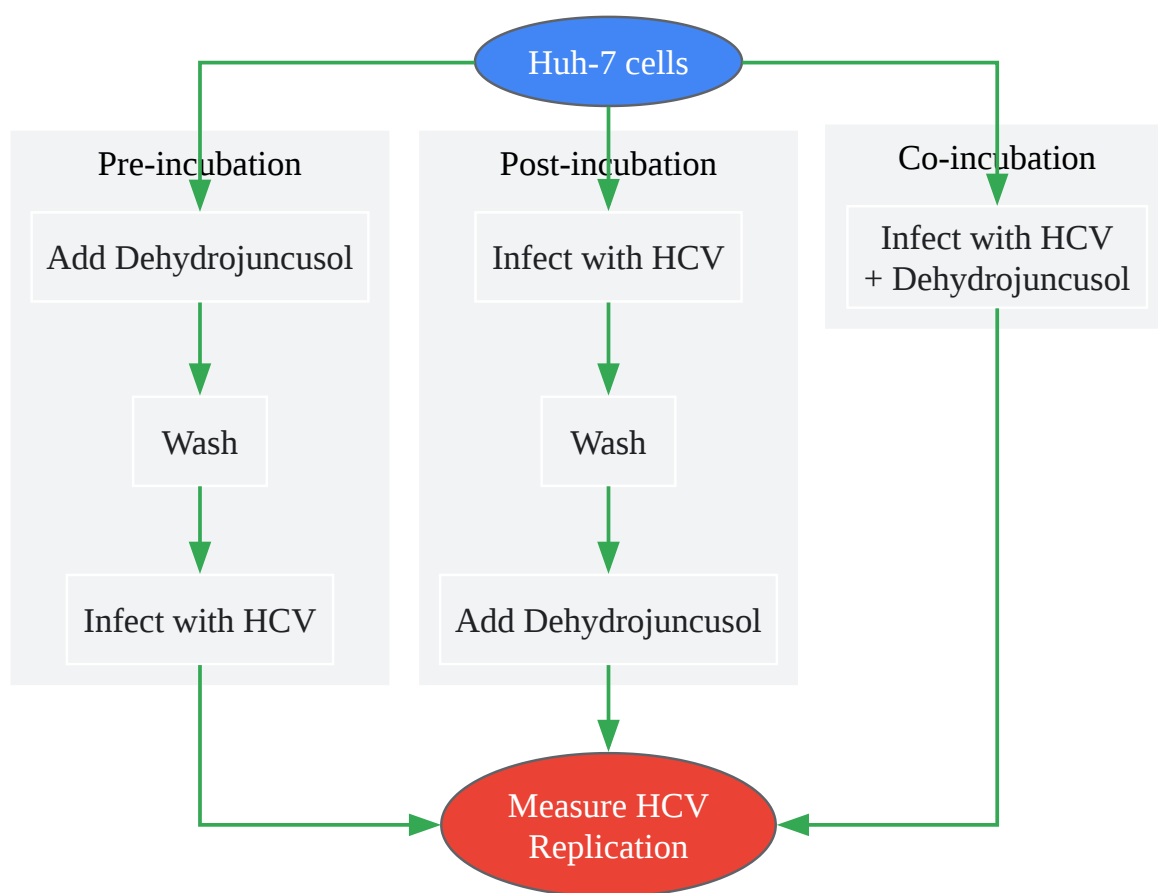 Huh-7 cells
Pre-incubation
Add Dehydrojuncusol
Wash
Infect with HCV
Post-incubation
Infect with HCV
Wash
Add Dehydrojuncusol
Co-incubation
Infect with HCV
+ Dehydrojuncusol
Measure HCV
Replication